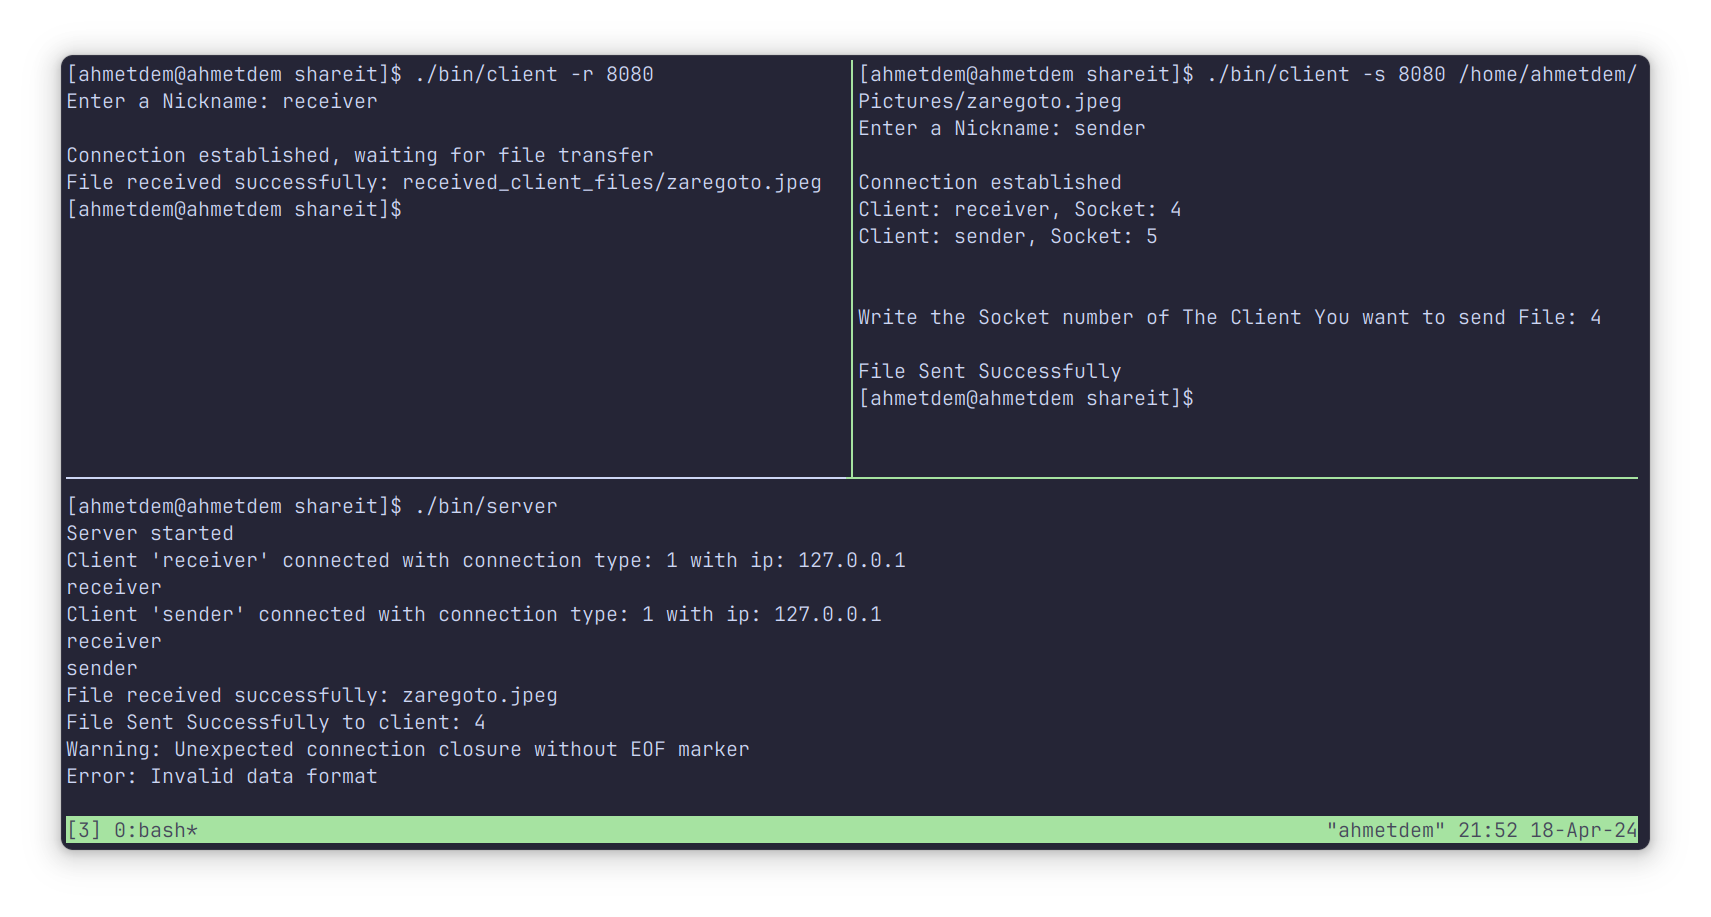 [ahmetdem@ahmetdem shareit]$ ./bin/client -r 8080
Enter a Nickname: receiver
Connection established, waiting for file transfer
File received successfully: received_client_files/zaregoto.jpeg
[ahmetdem@ahmetdem shareit]$
[ahmetdem@ahmetdem shareit]$ ./bin/client -s 8080 /home/ahmetdem/
Pictures/zaregoto.jpeg
Enter a Nickname: sender
Connection established
Client: receiver, Socket: 4
Client: sender, Socket: 5
Write the Socket number of The Client You want to send File: 4
File Sent Successfully
[ahmetdem@ahmetdem shareit]$
[ahmetdem@ahmetdem shareit]$ ./bin/server
Server started
Client 'receiver' connected with connection type: 1 with ip: 127.0.0.1
receiver
Client 'sender' connected with connection type: 1 with ip: 127.0.0.1
receiver
sender
File received successfully: zaregoto.jpeg
File Sent Successfully to client: 4
Warning: Unexpected connection closure without EOF marker
Error: Invalid data format
[3] 0:bash* "ahmetdem" 21:52 18-Apr-24